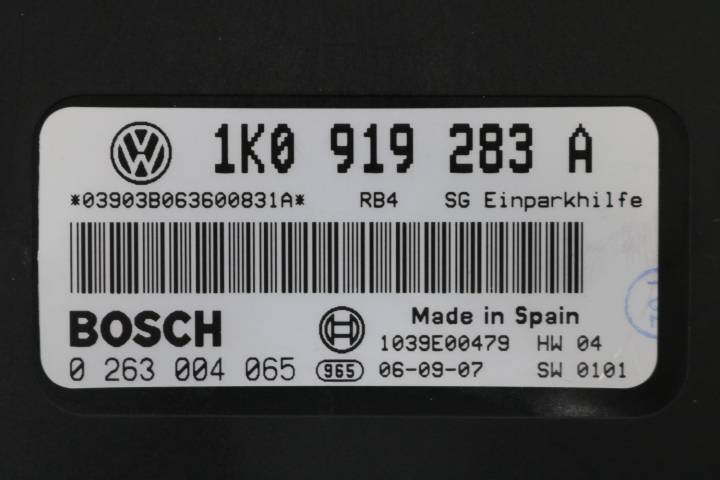 1K0 919 283 A
*03903B063600831A* RB4 SG Einparkhilfe
BOSCH Made in Spain
1039E00479 HW 04
0 263 004 065 965 06-09-07 SW 0101